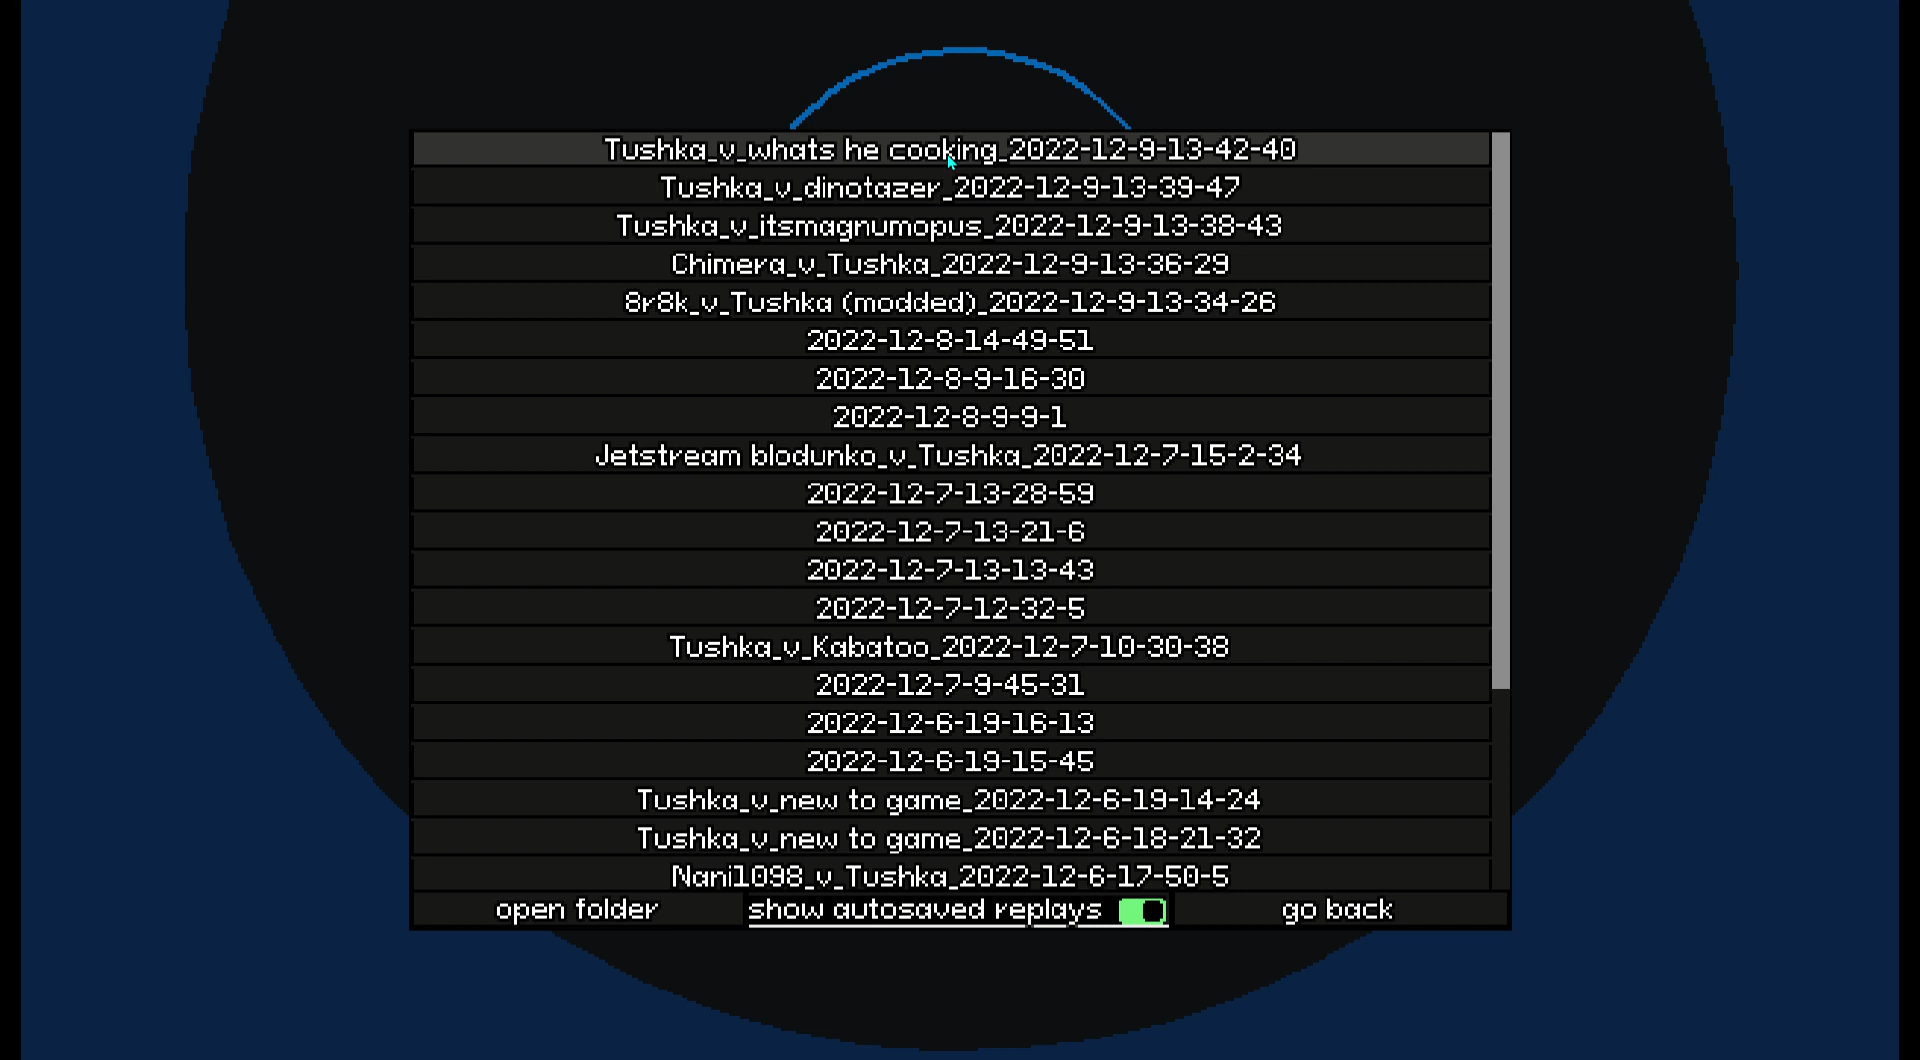 Tushka_v_whats he cooking_2022-12-9-13-42-40
Tushka_v_dinotazer_2022-12-9-13-39-47
Tushka_v_itsmagnumopus_2022-12-9-13-38-43
Chimera_v_Tushka_2022-12-9-13-36-29
8r8k_v_Tushka (modded)_2022-12-9-13-34-26
2022-12-8-14-49-51
2022-12-8-9-16-30
2022-12-8-9-9-1
Jetstream blodunko_v_Tushka_2022-12-7-15-2-34
2022-12-7-13-28-59
2022-12-7-13-21-6
2022-12-7-13-13-43
2022-12-7-12-32-5
Tushka_v_Kabatoo_2022-12-7-10-30-38
2022-12-7-9-45-31
2022-12-6-19-16-13
2022-12-6-19-15-45
Tushka_v_new to game_2022-12-6-19-14-24
Tushka_v_new to game_2022-12-6-18-21-32
Nani1098_v_Tushka_2022-12-6-17-50-5
open folder show autosaved replays go back